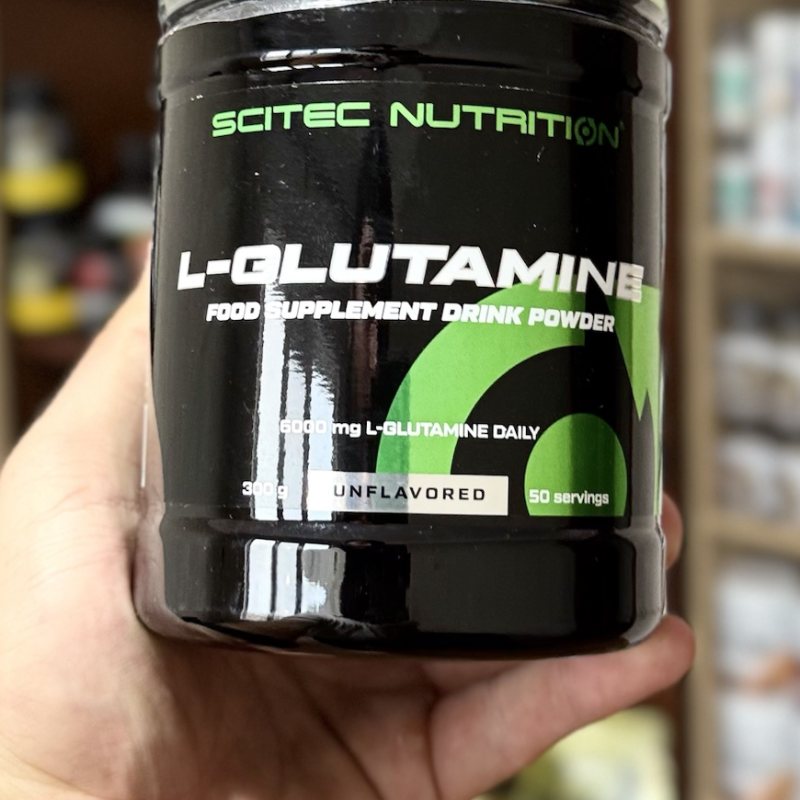 SCITEC NUTRITION
L-GLUTAMINE
FOOD SUPPLEMENT DRINK POWDER
6000 mg L-GLUTAMINE DAILY
300 g UNFLAVORED 50 servings